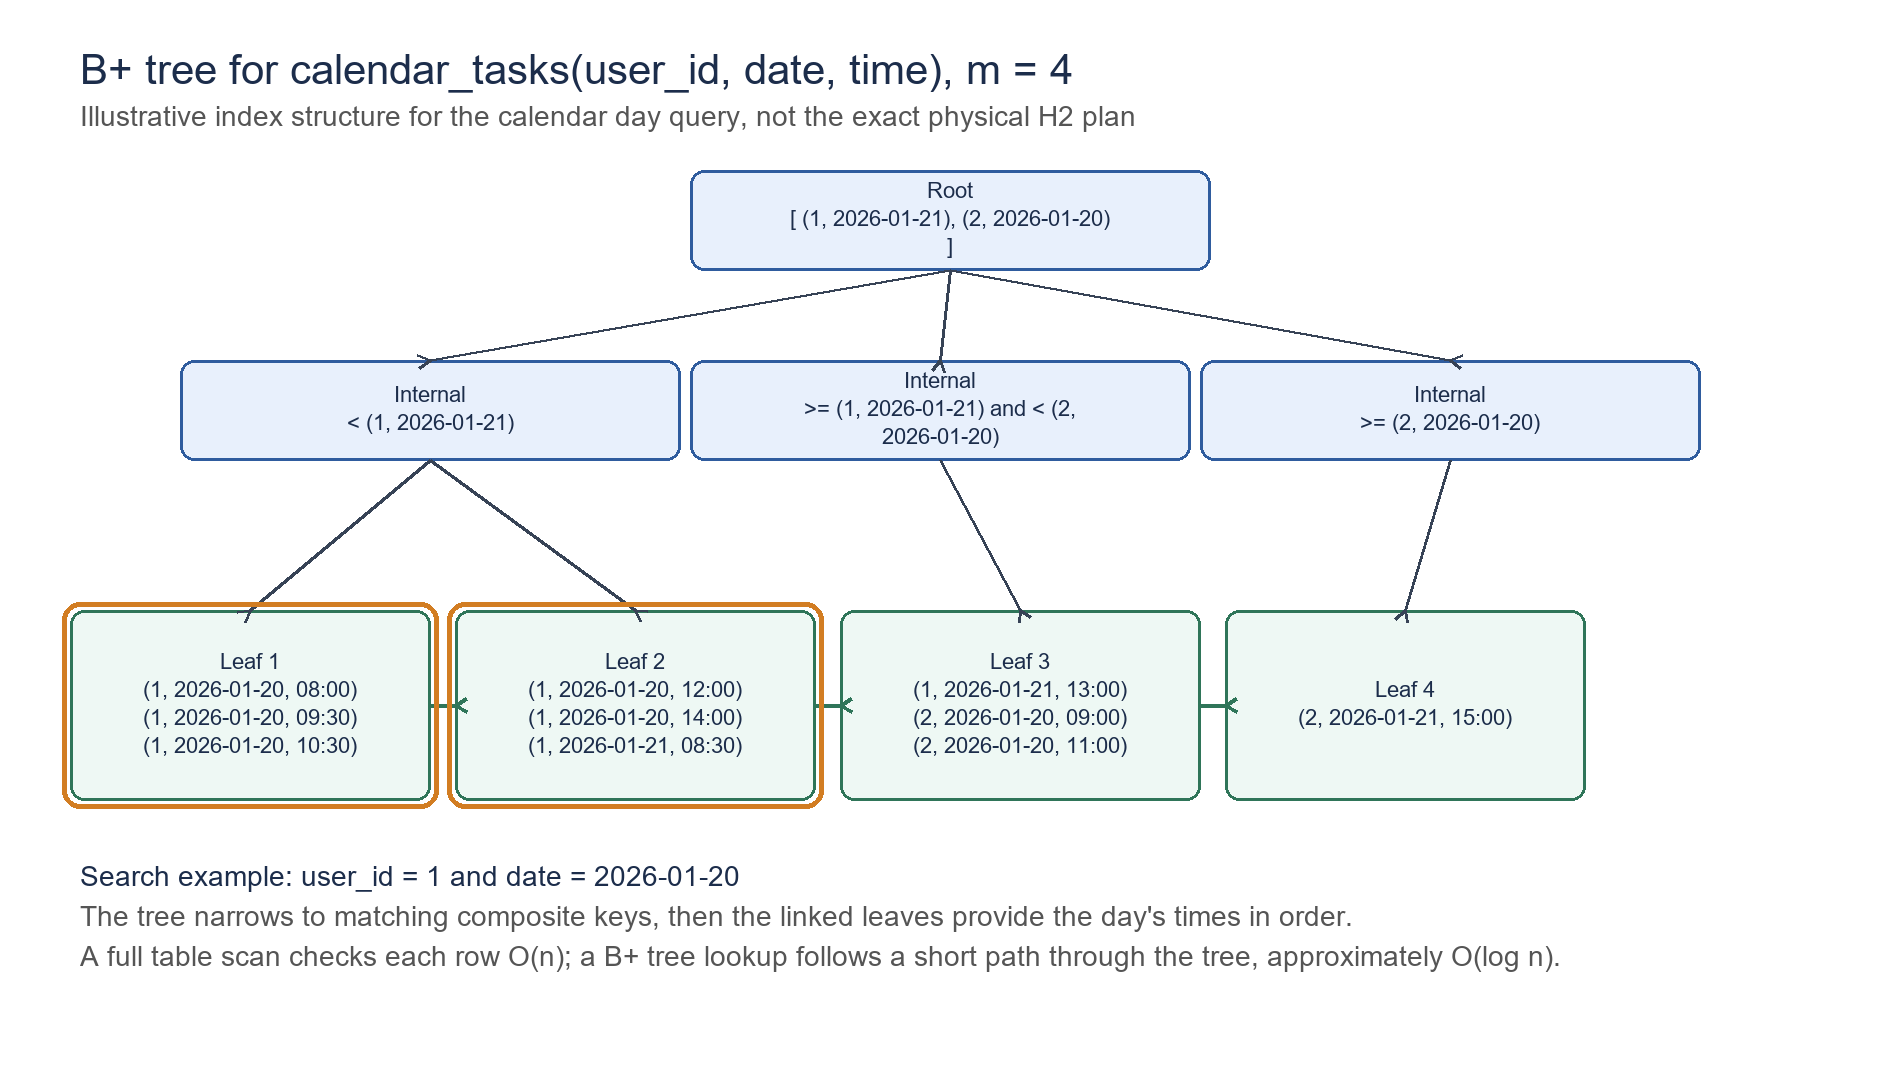 B+ tree for calendar_tasks(user_id, date, time), m = 4
Illustrative index structure for the calendar day query, not the exact physical H2 plan
Root
[ (1, 2026-01-21), (2, 2026-01-20)
]
Internal
< (1, 2026-01-21)
Internal
>= (1, 2026-01-21) and < (2,
2026-01-20)
Internal
>= (2, 2026-01-20)
Leaf 1
(1, 2026-01-20, 08:00)
(1, 2026-01-20, 09:30)
(1, 2026-01-20, 10:30)
Leaf 2
(1, 2026-01-20, 12:00)
(1, 2026-01-20, 14:00)
(1, 2026-01-21, 08:30)
Leaf 3
(1, 2026-01-21, 13:00)
(2, 2026-01-20, 09:00)
(2, 2026-01-20, 11:00)
Leaf 4
(2, 2026-01-21, 15:00)
Search example: user_id = 1 and date = 2026-01-20
The tree narrows to matching composite keys, then the linked leaves provide the day's times in order.
A full table scan checks each row O(n); a B+ tree lookup follows a short path through the tree, approximately O(log n).